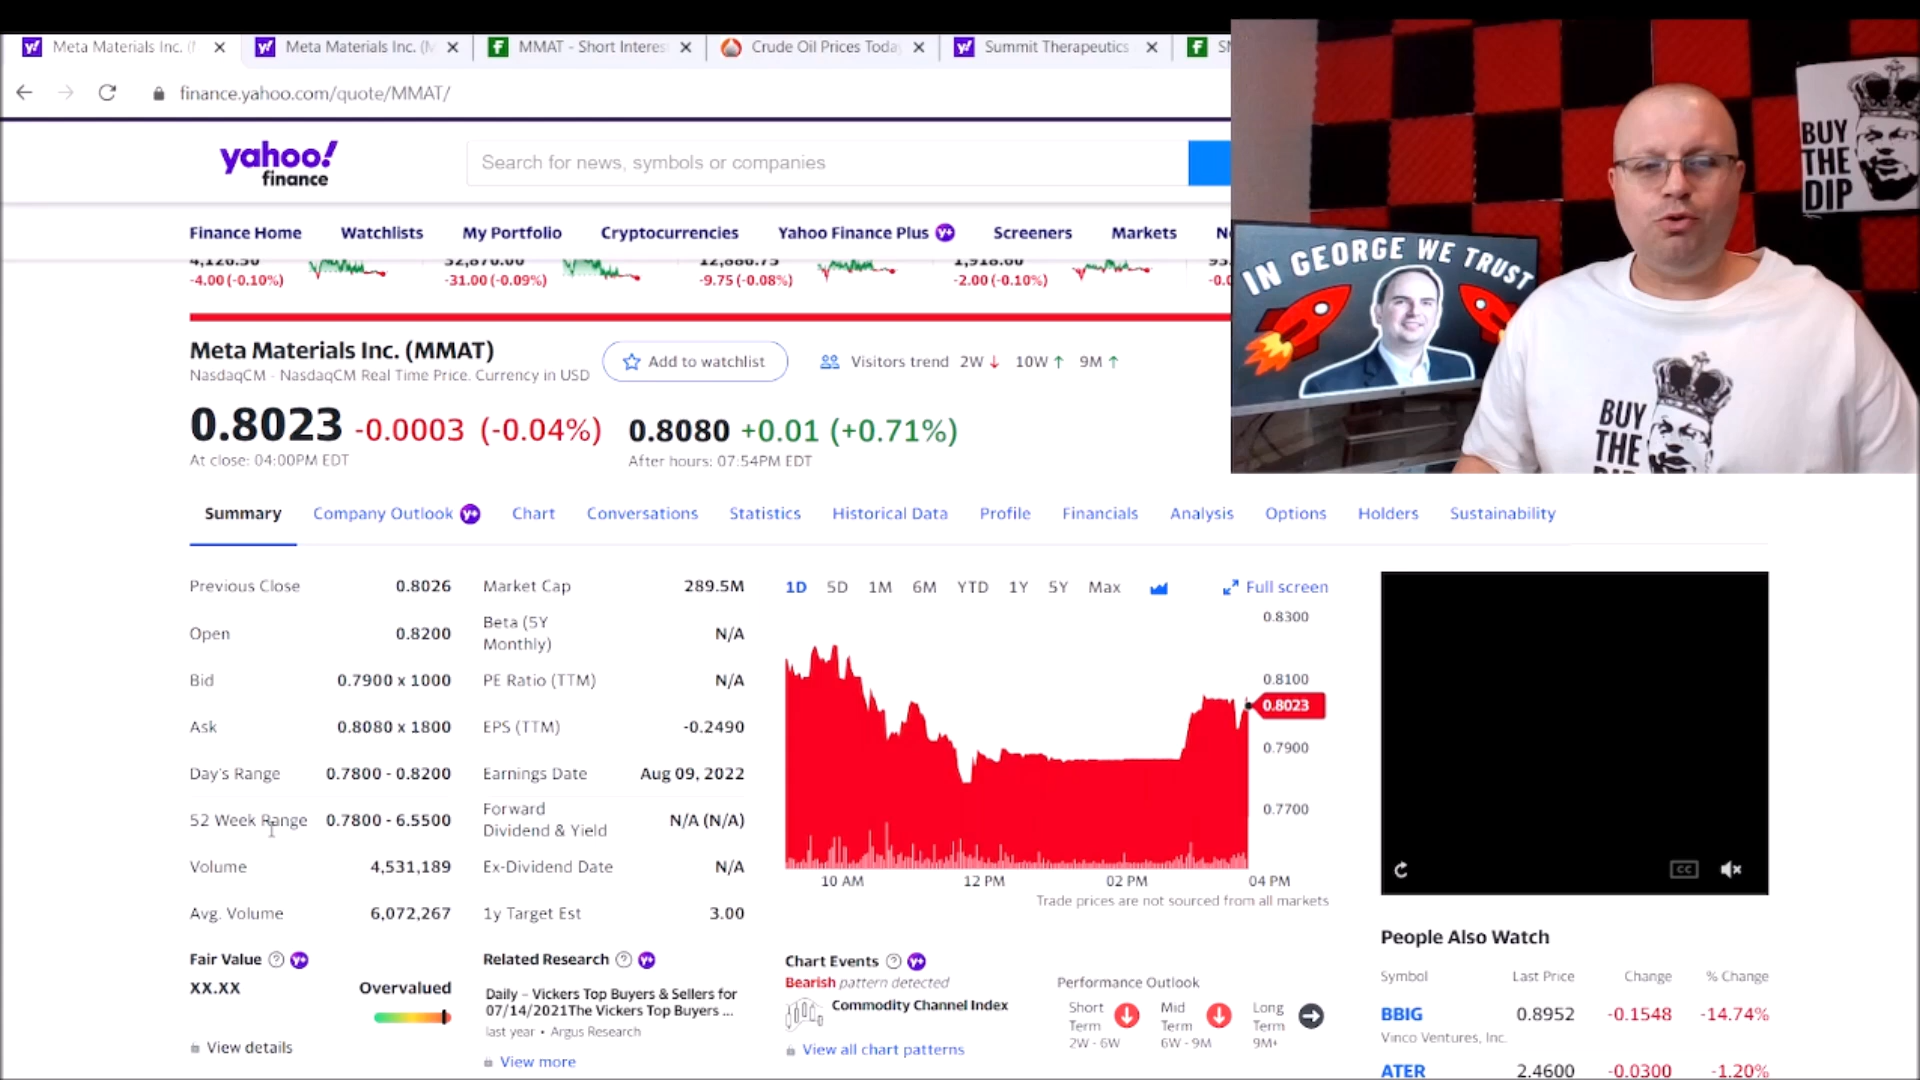 Meta Materials Inc. (
Meta Materials Inc. (M
MMAT - Short Interes
Crude Oil Prices Toda
Summit Therapeutics
finance.yahoo.com/quote/MMAT/
yahoo!
finance
Search for news, symbols or companies
Finance Home Watchlists My Portfolio Cryptocurrencies Yahoo Finance Plus Y+ Screeners Markets
-4.00 (-0.10%) -31.00 (-0.09%) -9.75 (-0.08%) -2.00 (-0.10%)
Meta Materials Inc. (MMAT)
NasdaqCM - NasdaqCM Real Time Price. Currency in USD
Add to watchlist
Visitors trend 2W ↓ 10W ↑ 9M ↑
0.8023 -0.0003 (-0.04%)
At close: 04:00PM EDT
0.8080 +0.01 (+0.71%)
After hours: 07:54PM EDT
IN GEORGE WE TRUST
BUY
THE
DIP
BUY
THE
Summary Company Outlook Y+ Chart Conversations Statistics Historical Data Profile Financials Analysis Options Holders Sustainability
Previous Close 0.8026
Open 0.8200
Bid 0.7900 x 1000
Ask 0.8080 x 1800
Day's Range 0.7800 - 0.8200
52 Week Range 0.7800 - 6.5500
Volume 4,531,189
Avg. Volume 6,072,267
Market Cap 289.5M
Beta (5Y
Monthly) N/A
PE Ratio (TTM) N/A
EPS (TTM) -0.2490
Earnings Date Aug 09, 2022
Forward
Dividend & Yield N/A (N/A)
Ex-Dividend Date N/A
1y Target Est 3.00
1D 5D 1M 6M YTD 1Y 5Y Max
Full screen
0.8300
0.8100
0.8023
0.7900
0.7700
10 AM 12 PM 02 PM 04 PM
Trade prices are not sourced from all markets
CC
Fair Value Y+
XX.XX Overvalued
View details
Related Research Y+
Daily – Vickers Top Buyers & Sellers for
07/14/2021The Vickers Top Buyers ...
last year • Argus Research
View more
Chart Events Y+
Bearish pattern detected
Commodity Channel Index
View all chart patterns
Performance Outlook
Short
Term
2W - 6W
Mid
Term
6W - 9M
Long
Term
9M+
People Also Watch
Symbol Last Price Change % Change
BBIG 0.8952 -0.1548 -14.74%
Vinco Ventures, Inc.
ATER 2.4600 -0.0300 -1.20%